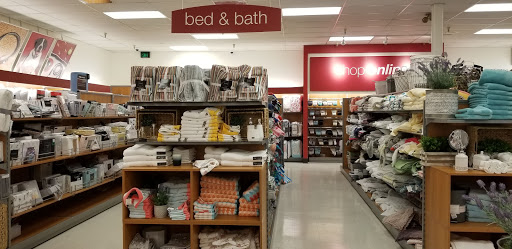 bed & bath
shop online